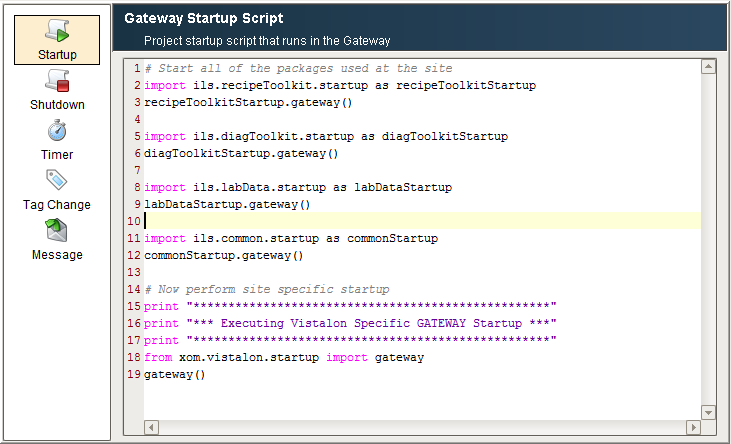 Startup
Shutdown
Timer
Tag Change
Message
Gateway Startup Script
Project startup script that runs in the Gateway
1 # Start all of the packages used at the site
2 import ils.recipeToolkit.startup as recipeToolkitStartup
3 recipeToolkitStartup.gateway()
4
5 import ils.diagToolkit.startup as diagToolkitStartup
6 diagToolkitStartup.gateway()
7
8 import ils.labData.startup as labDataStartup
9 labDataStartup.gateway()
10
11 import ils.common.startup as commonStartup
12 commonStartup.gateway()
13
14 # Now perform site specific startup
15 print "***************************************************"
16 print "*** Executing Vistalon Specific GATEWAY Startup ***"
17 print "***************************************************"
18 from xom.vistalon.startup import gateway
19 gateway()